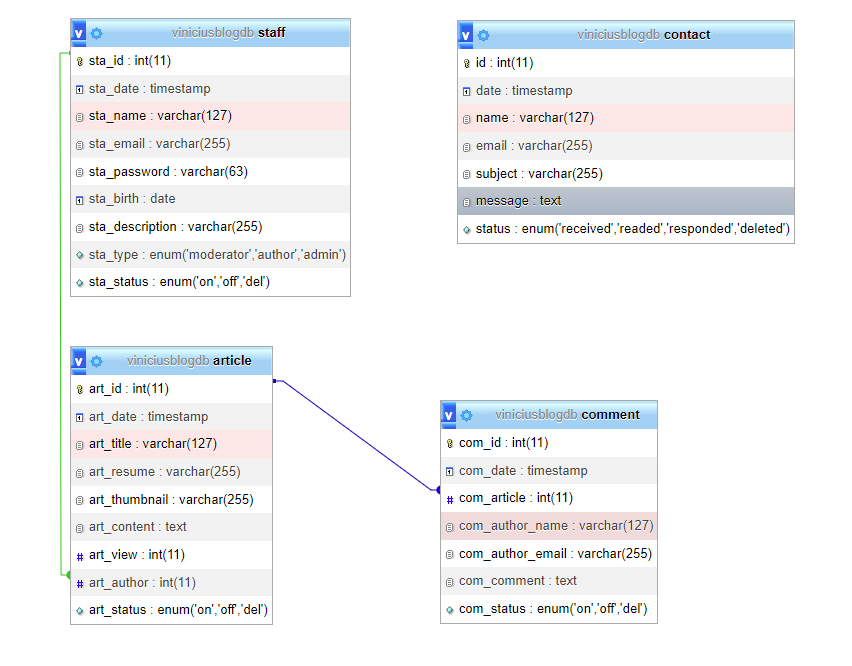 v viniciusblogdb staff
sta_id : int(11)
sta_date : timestamp
sta_name : varchar(127)
sta_email : varchar(255)
sta_password : varchar(63)
sta_birth : date
sta_description : varchar(255)
sta_type : enum('moderator','author','admin')
sta_status : enum('on','off','del')
v viniciusblogdb contact
id : int(11)
date : timestamp
name : varchar(127)
email : varchar(255)
subject : varchar(255)
message : text
status : enum('received','readed','responded','deleted')
v viniciusblogdb article
art_id : int(11)
art_date : timestamp
art_title : varchar(127)
art_resume : varchar(255)
art_thumbnail : varchar(255)
art_content : text
# art_view : int(11)
# art_author : int(11)
art_status : enum('on','off','del')
v viniciusblogdb comment
com_id : int(11)
com_date : timestamp
# com_article : int(11)
com_author_name : varchar(127)
com_author_email : varchar(255)
com_comment : text
com_status : enum('on','off','del')